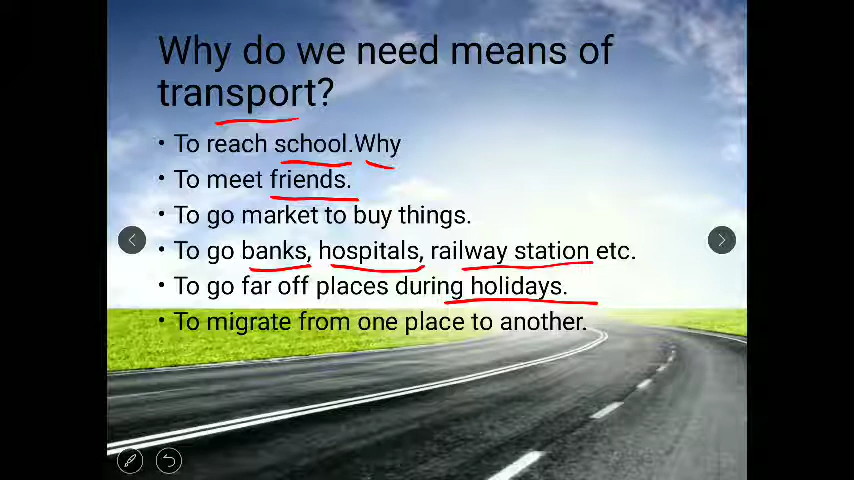 Why do we need means of
transport?
• To reach school.Why
• To meet friends.
• To go market to buy things.
• To go banks, hospitals, railway station etc.
• To go far off places during holidays.
• To migrate from one place to another.